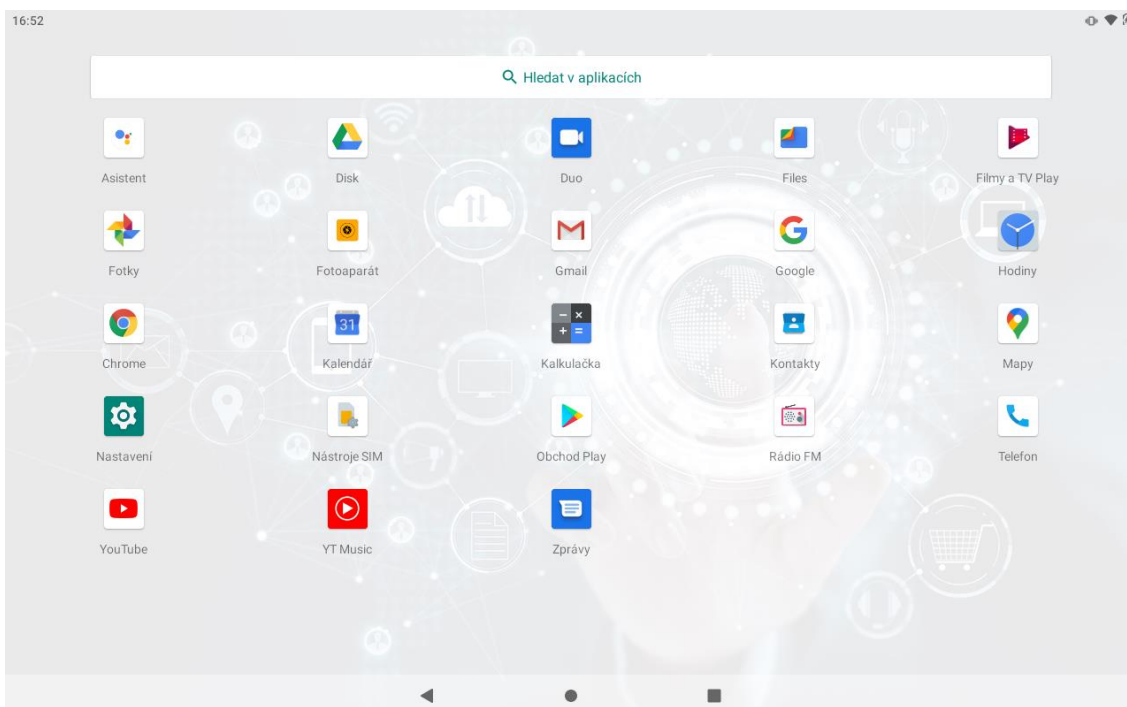 16:52
Hledat v aplikacích
Asistent
Disk
Duo
Files
Filmy a TV Play
Fotky
Fotoaparát
Gmail
Google
Hodiny
Chrome
31
Kalendář
Kalkulačka
Kontakty
Mapy
Nastavení
Nástroje SIM
Obchod Play
Rádio FM
Telefon
YouTube
YT Music
Zprávy